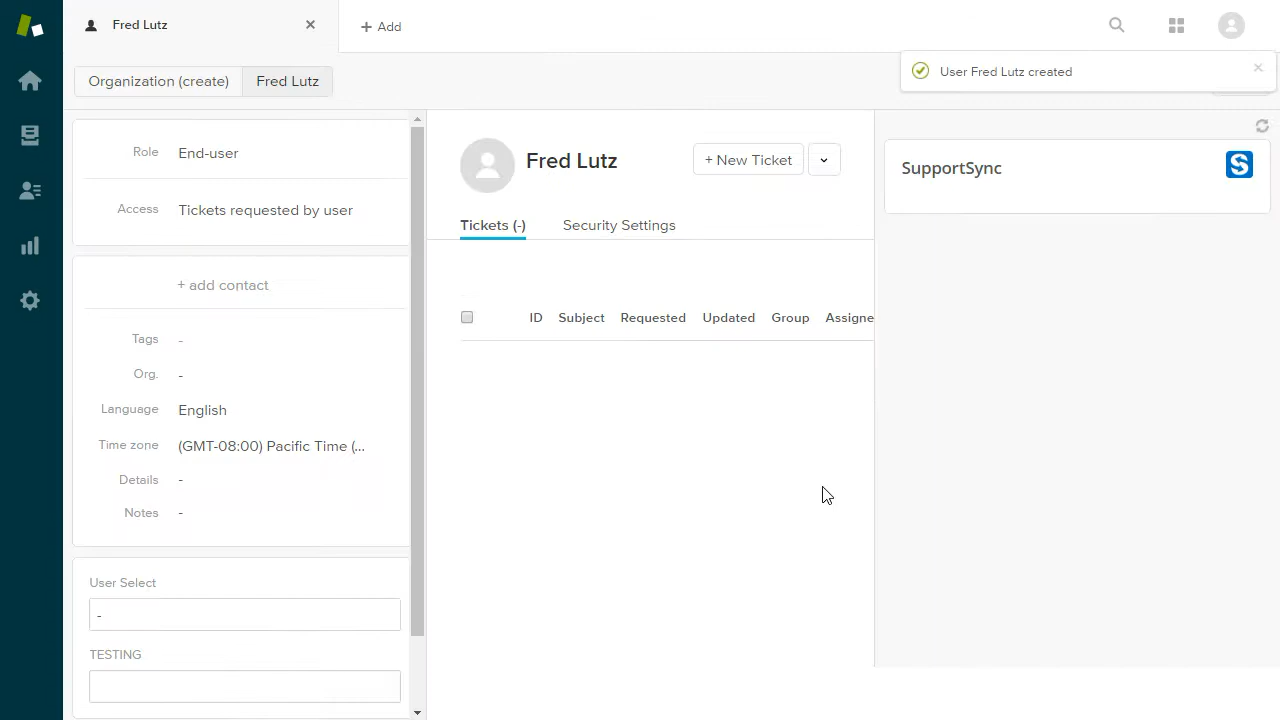 Fred Lutz
+ Add
User Fred Lutz created
Organization (create)
Fred Lutz
Role
End-user
Access
Tickets requested by user
+ add contact
Tags
-
Org.
-
Language
English
Time zone
(GMT-08:00) Pacific Time (...
Details
-
Notes
-
User Select
-
TESTING
Fred Lutz
+ New Ticket
Tickets (-)
Security Settings
ID Subject Requested Updated Group Assigne
SupportSync
S